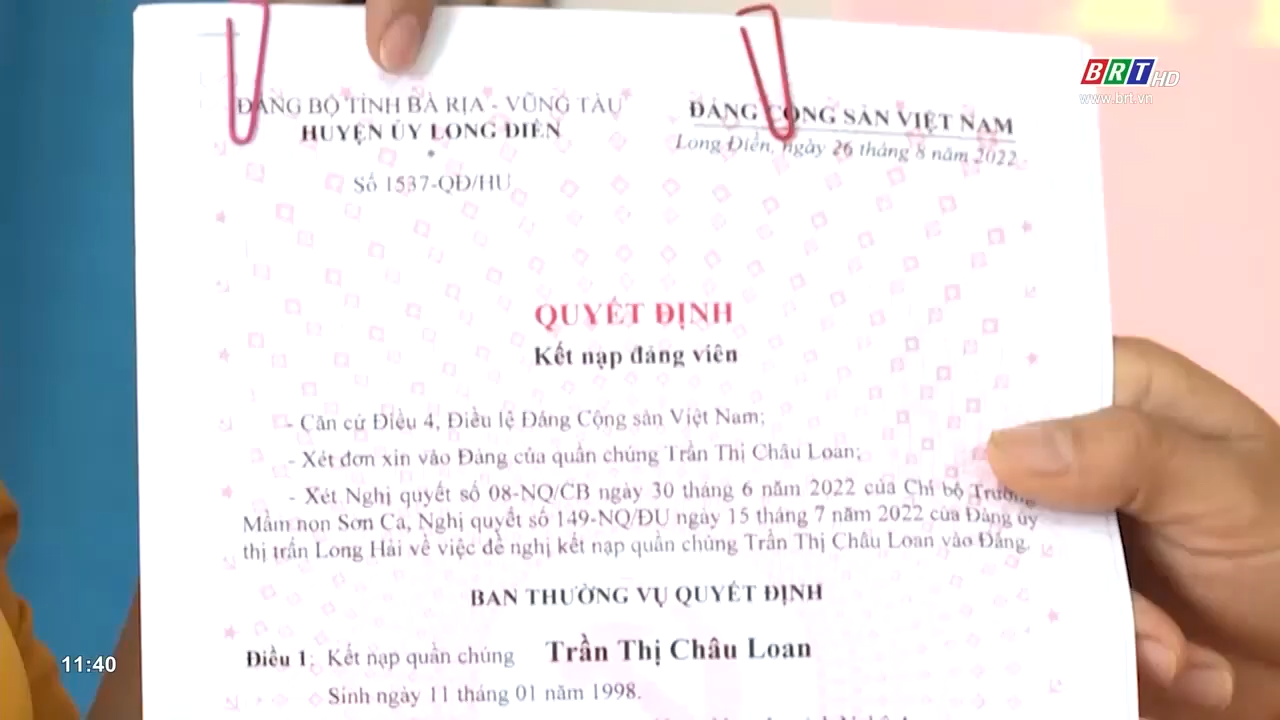 ĐẢNG BỘ TỈNH BÀ RỊA - VŨNG TÀU
HUYỆN ỦY LONG ĐIỀN
*
Số 1537-QĐ/HU
ĐẢNG CỘNG SẢN VIỆT NAM
Long Điền, ngày 26 tháng 8 năm 2022
BRT HD
www.brt.vn
QUYẾT ĐỊNH
Kết nạp đảng viên
- Căn cứ Điều 4, Điều lệ Đảng Cộng sản Việt Nam;
- Xét đơn xin vào Đảng của quần chúng Trần Thị Châu Loan;
- Xét Nghị quyết số 08-NQ/CB ngày 30 tháng 6 năm 2022 của Chi bộ Trường
Mầm non Sơn Ca, Nghị quyết số 149-NQ/ĐU ngày 15 tháng 7 năm 2022 của Đảng ủy
thị trấn Long Hải về việc đề nghị kết nạp quần chúng Trần Thị Châu Loan vào Đảng.
BAN THƯỜNG VỤ QUYẾT ĐỊNH
Điều 1: Kết nạp quần chúng Trần Thị Châu Loan
Sinh ngày 11 tháng 01 năm 1998.
11:40